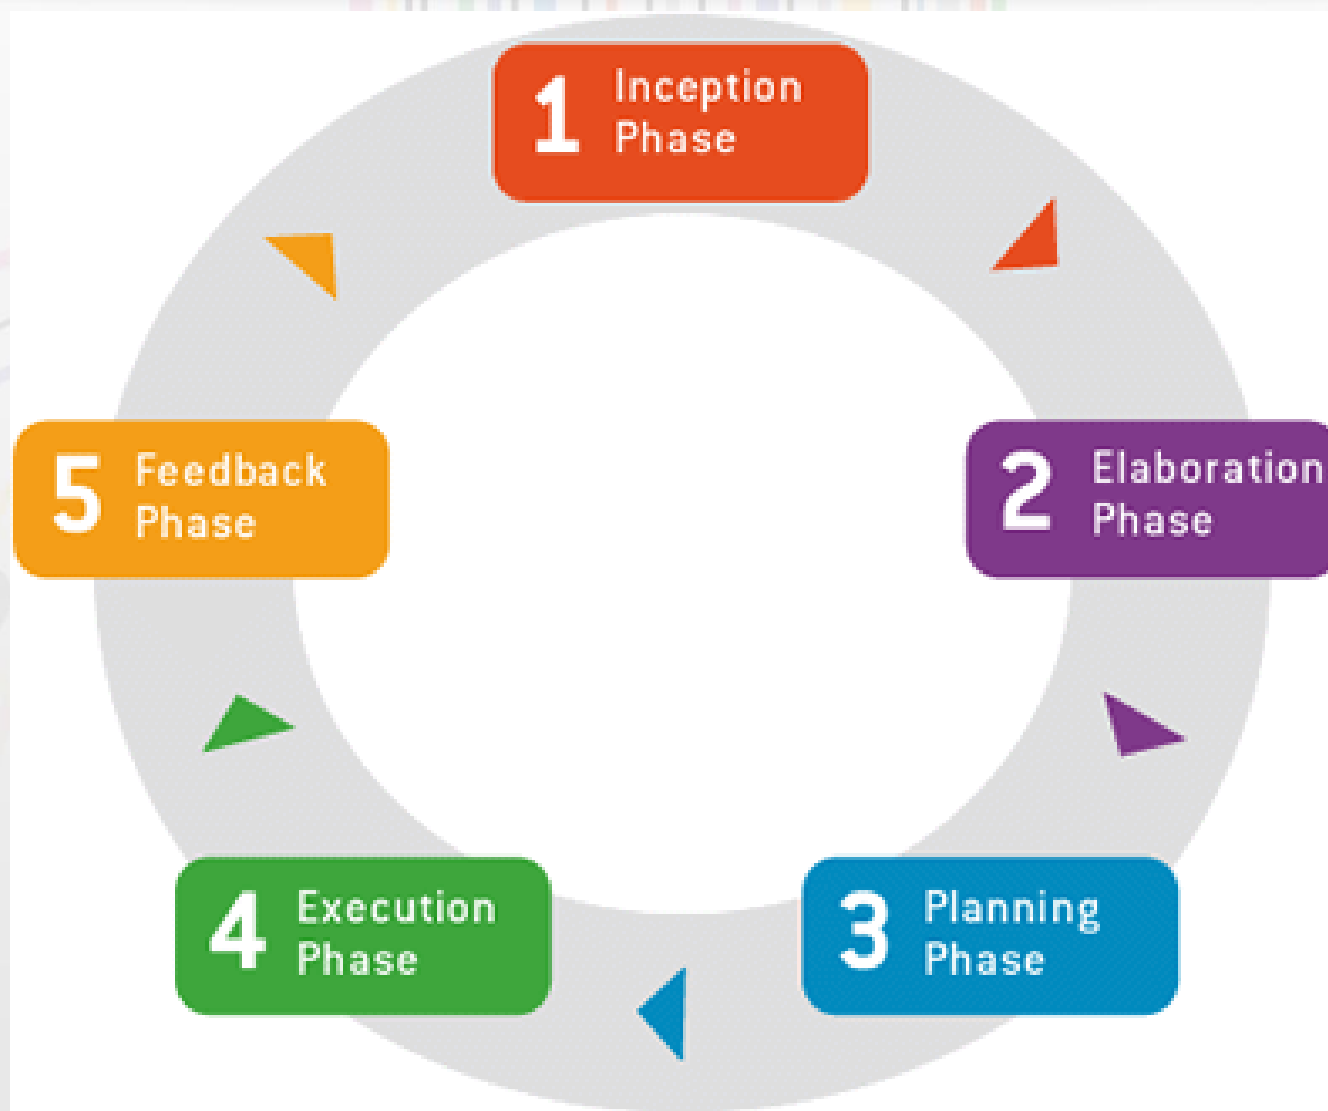 1 Inception
Phase
2 Elaboration
Phase
3 Planning
Phase
4 Execution
Phase
5 Feedback
Phase